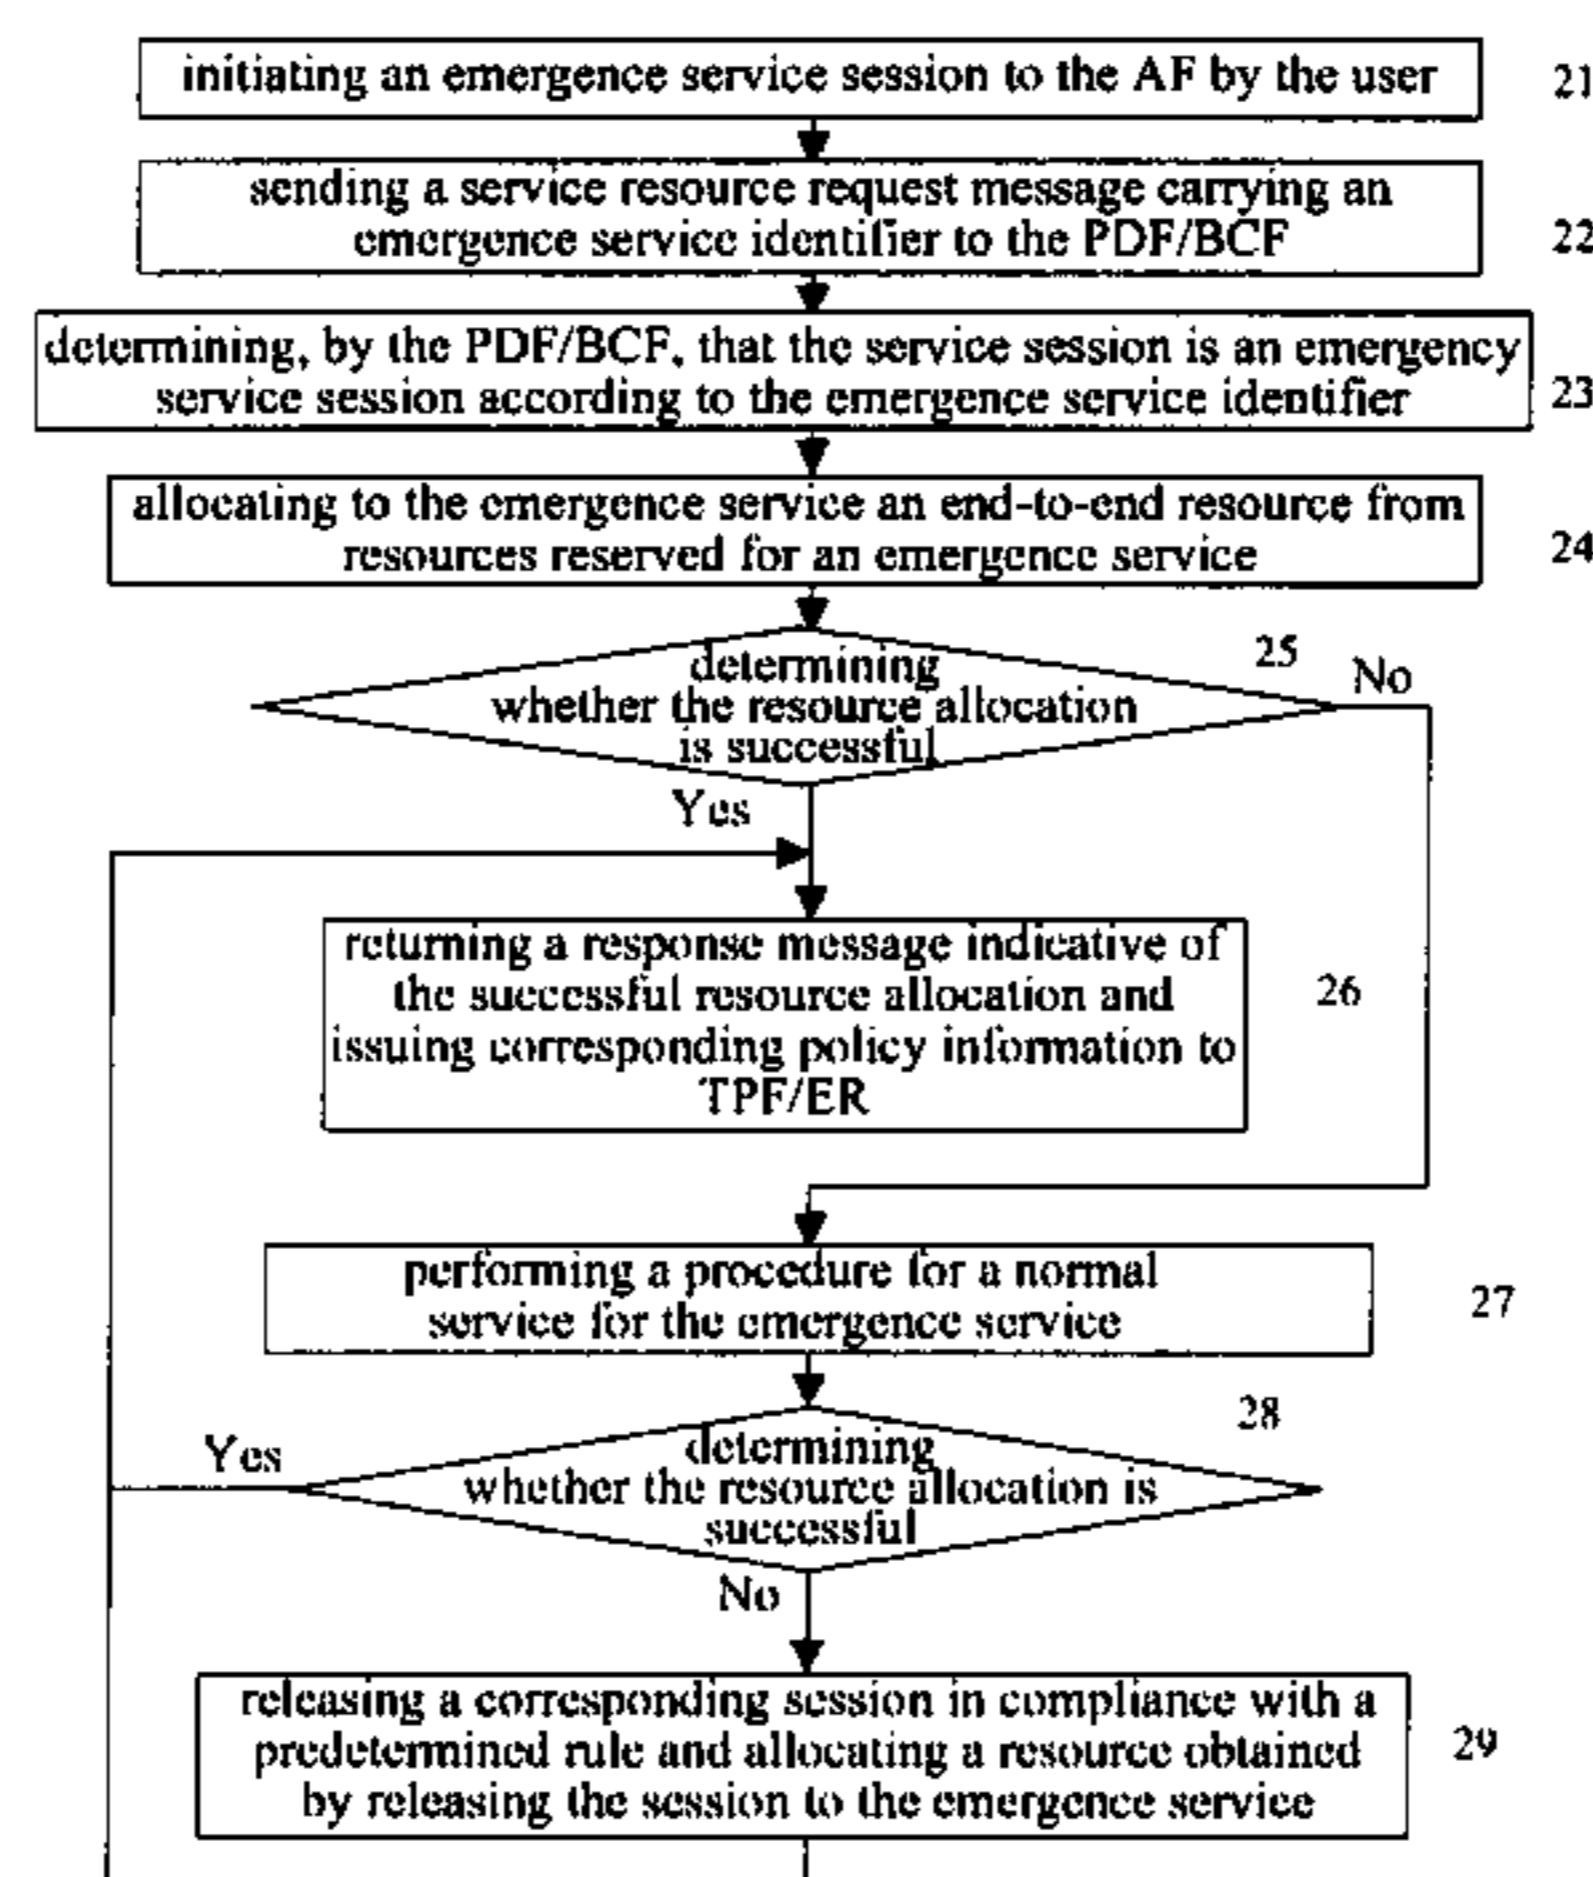 initiating an emergence service session to the AF by the user
21
sending a service resource request message carrying an
emergence service identifier to the PDF/BCF
22
determining, by the PDF/BCF, that the service session is an emergency
service session according to the emergence service identifier
23
allocating to the emergence service an end-to-end resource from
resources reserved for an emergence service
24
determining
whether the resource allocation
is successful
25
No
Yes
returning a response message indicative of
the successful resource allocation and
issuing corresponding policy information to
TPF/ER
26
performing a procedure for a normal
service for the emergence service
27
28
determining
whether the resource allocation is
successful
Yes
No
releasing a corresponding session in compliance with a
predetermined rule and allocating a resource obtained
by releasing the session to the emergence service
29